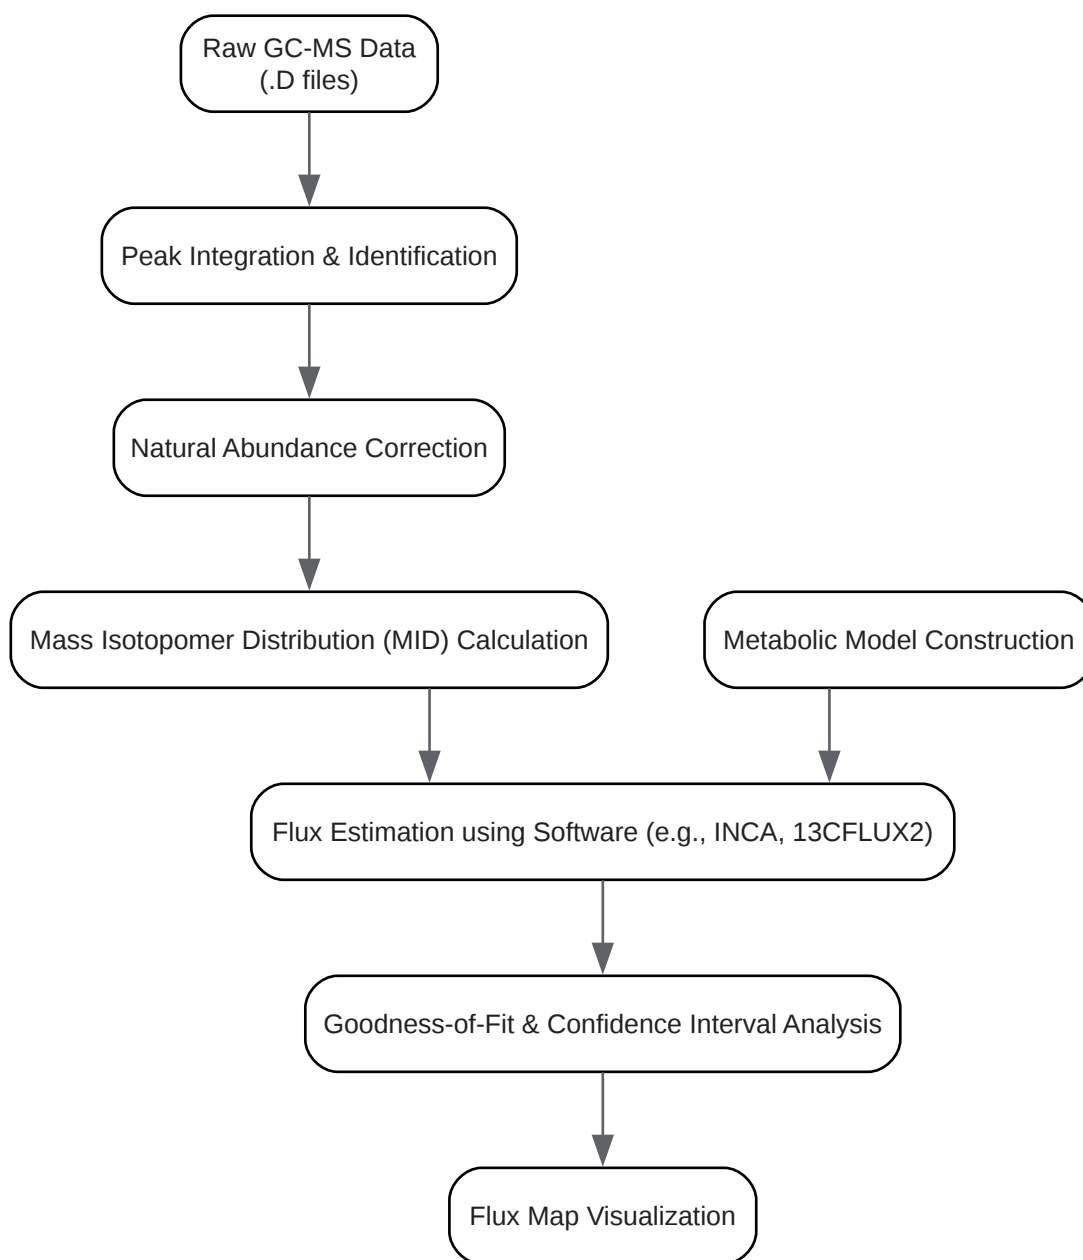 Raw GC-MS Data
(.D files)
Peak Integration & Identification
Natural Abundance Correction
Mass Isotopomer Distribution (MID) Calculation
Metabolic Model Construction
Flux Estimation using Software (e.g., INCA, 13CFLUX2)
Goodness-of-Fit & Confidence Interval Analysis
Flux Map Visualization